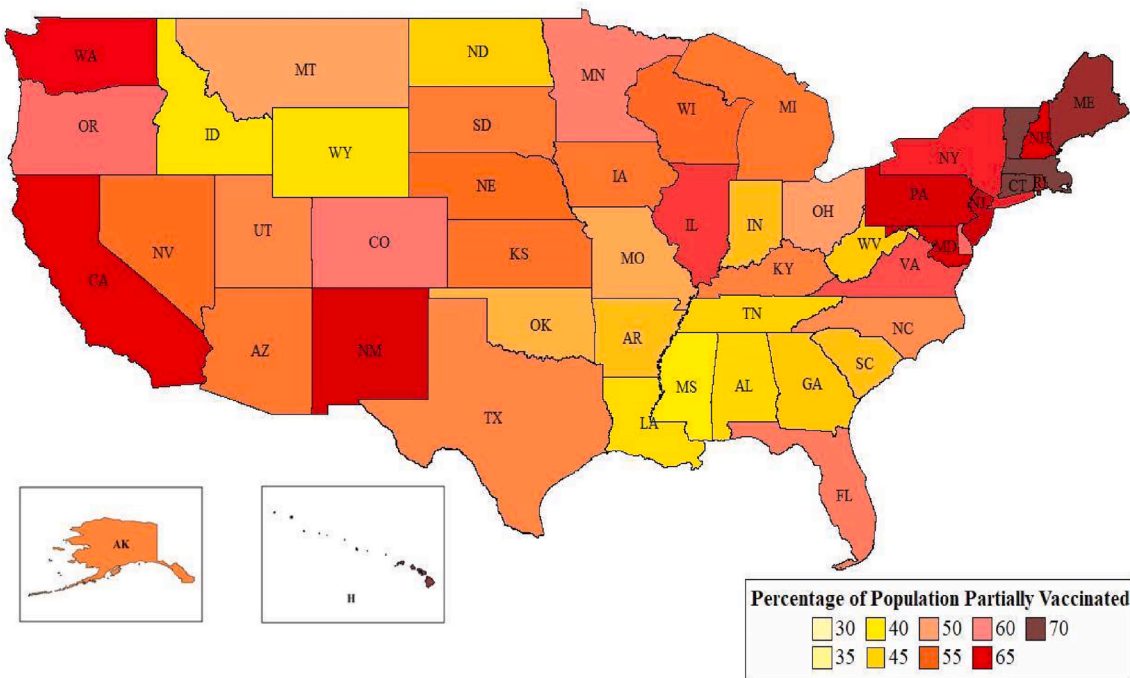 WA
ND
MT
MN
ME
OR
ID
SD
WI
MI
NH
NY
WY
CT
RI
IA
NE
PA
NJ
NV
UT
CO
IL
IN
OH
MD
WV
VA
KS
MO
KY
CA
TN
NC
AZ
NM
OK
AR
SC
MS
AL
GA
TX
LA
FL
AK
H
Percentage of Population Partially Vaccinated
30 40 50 60 70
35 45 55 65